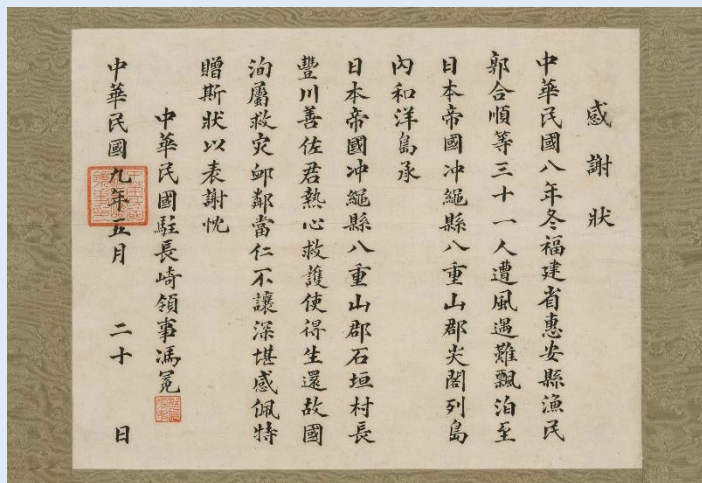 感謝狀
中華民國八年冬福建省惠安縣漁民
郭合順等三十一人遭風遇難飄泊至
日本帝國沖繩縣八重山郡尖閣列島
內和洋島承
日本帝國沖繩縣八重山郡石垣村長
豐川善佐君熱心救護使得生還故國
洵屬救灾卹鄰當仁不讓深堪感佩特
贈斯狀以表謝忱
中華民國駐長崎領事馮冕
中華民國九年五月二十日